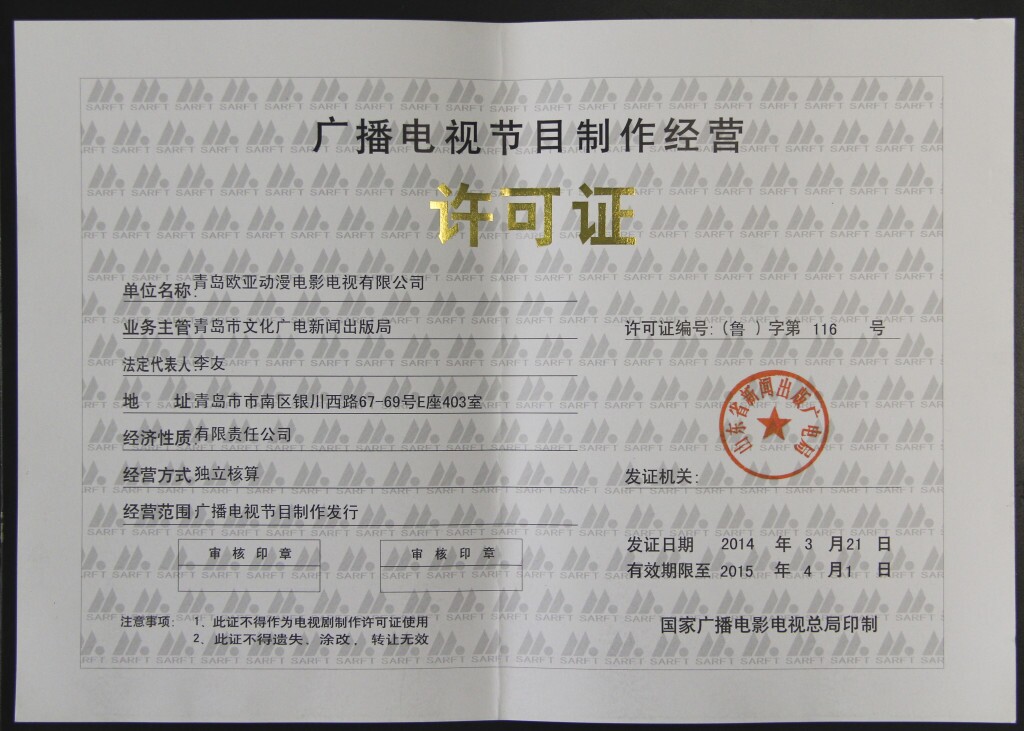 广播电视节目制作经营
许可证
单位名称：青岛欧亚动漫电影电视有限公司
业务主管 青岛市文化广电新闻出版局
许可证编号:（鲁 ）字第 116 号
法定代表人 李友
地 址 青岛市市南区银川西路67-69号E座403室
经济性质 有限责任公司
山东省新闻出版广电局
经营方式 独立核算
发证机关:
经营范围 广播电视节目制作发行
审核印章
审核印章
发证日期 2014 年 3 月21 日
有效期限至 2015 年 4 月1 日
注意事项: 1、此证不得作为电视剧制作许可证使用
2、此证不得遗失、涂改、转让无效
国家广播电影电视总局印制
SARFT